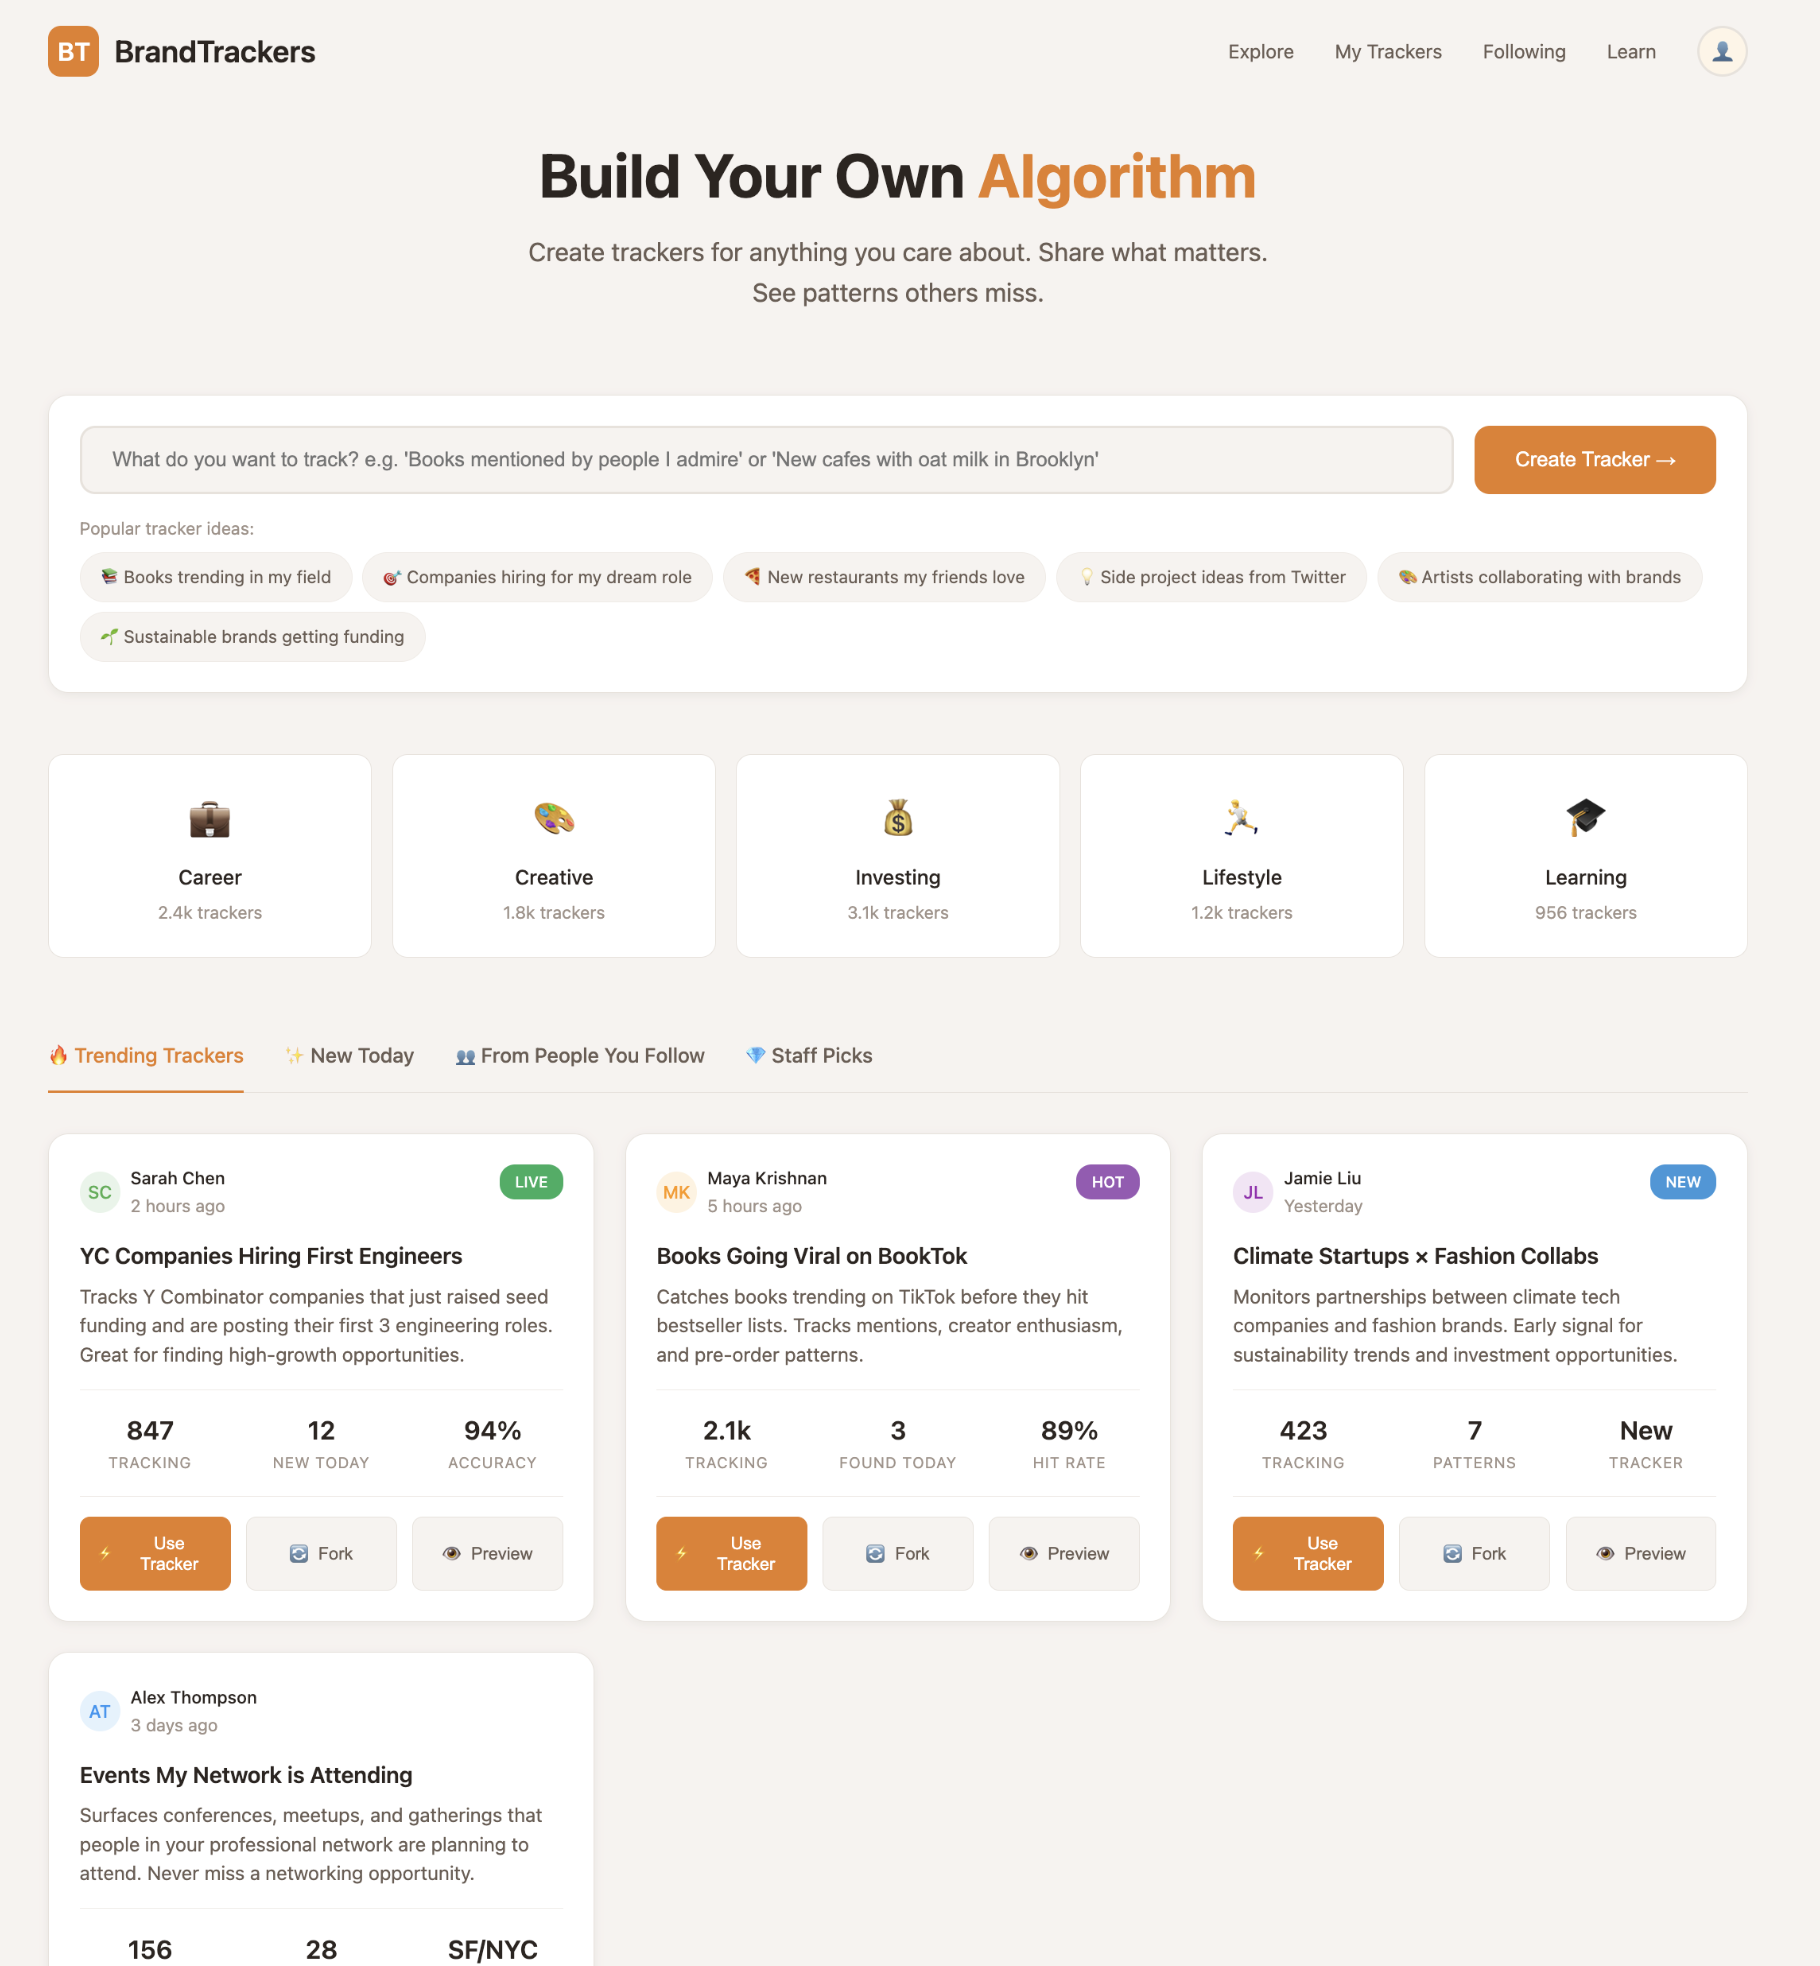 BT BrandTrackers
Explore My Trackers Following Learn
Build Your Own Algorithm
Create trackers for anything you care about. Share what matters.
See patterns others miss.
What do you want to track? e.g. 'Books mentioned by people I admire' or 'New cafes with oat milk in Brooklyn'
Create Tracker →
Popular tracker ideas:
Books trending in my field
Companies hiring for my dream role
New restaurants my friends love
Side project ideas from Twitter
Artists collaborating with brands
Sustainable brands getting funding
Career
2.4k trackers
Creative
1.8k trackers
Investing
3.1k trackers
Lifestyle
1.2k trackers
Learning
956 trackers
Trending Trackers
New Today
From People You Follow
Staff Picks
SC
Sarah Chen
2 hours ago
LIVE
YC Companies Hiring First Engineers
Tracks Y Combinator companies that just raised seed
funding and are posting their first 3 engineering roles.
Great for finding high-growth opportunities.
847 12 94%
TRACKING NEW TODAY ACCURACY
Use
Tracker
Fork
Preview
MK
Maya Krishnan
5 hours ago
HOT
Books Going Viral on BookTok
Catches books trending on TikTok before they hit
bestseller lists. Tracks mentions, creator enthusiasm,
and pre-order patterns.
2.1k 3 89%
TRACKING FOUND TODAY HIT RATE
Use
Tracker
Fork
Preview
JL
Jamie Liu
Yesterday
NEW
Climate Startups × Fashion Collabs
Monitors partnerships between climate tech
companies and fashion brands. Early signal for
sustainability trends and investment opportunities.
423 7 New
TRACKING PATTERNS TRACKER
Use
Tracker
Fork
Preview
AT
Alex Thompson
3 days ago
Events My Network is Attending
Surfaces conferences, meetups, and gatherings that
people in your professional network are planning to
attend. Never miss a networking opportunity.
156 28 SF/NYC